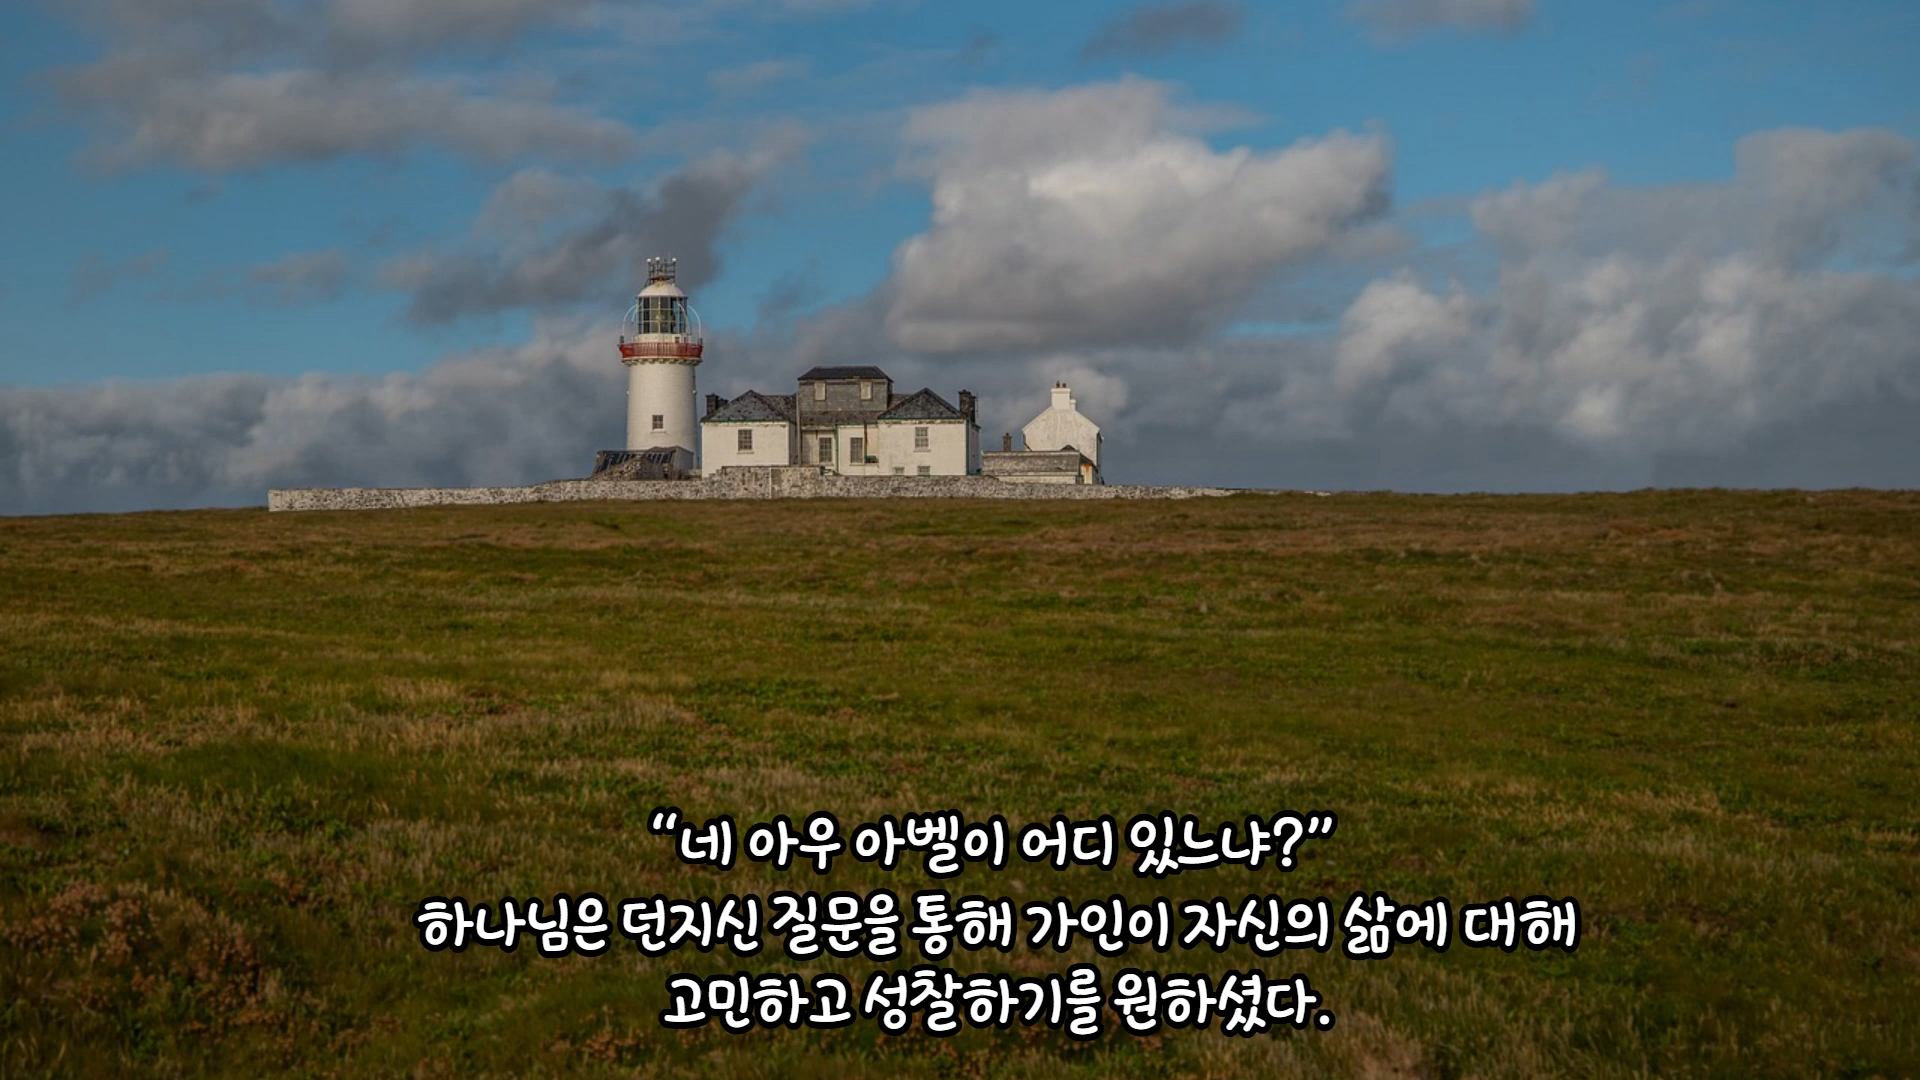 “네 아우 아벨이 어디 있느냐?”
하나님은 던지신 질문을 통해 가인이 자신의 삶에 대해
고민하고 성찰하기를 원하셨다.